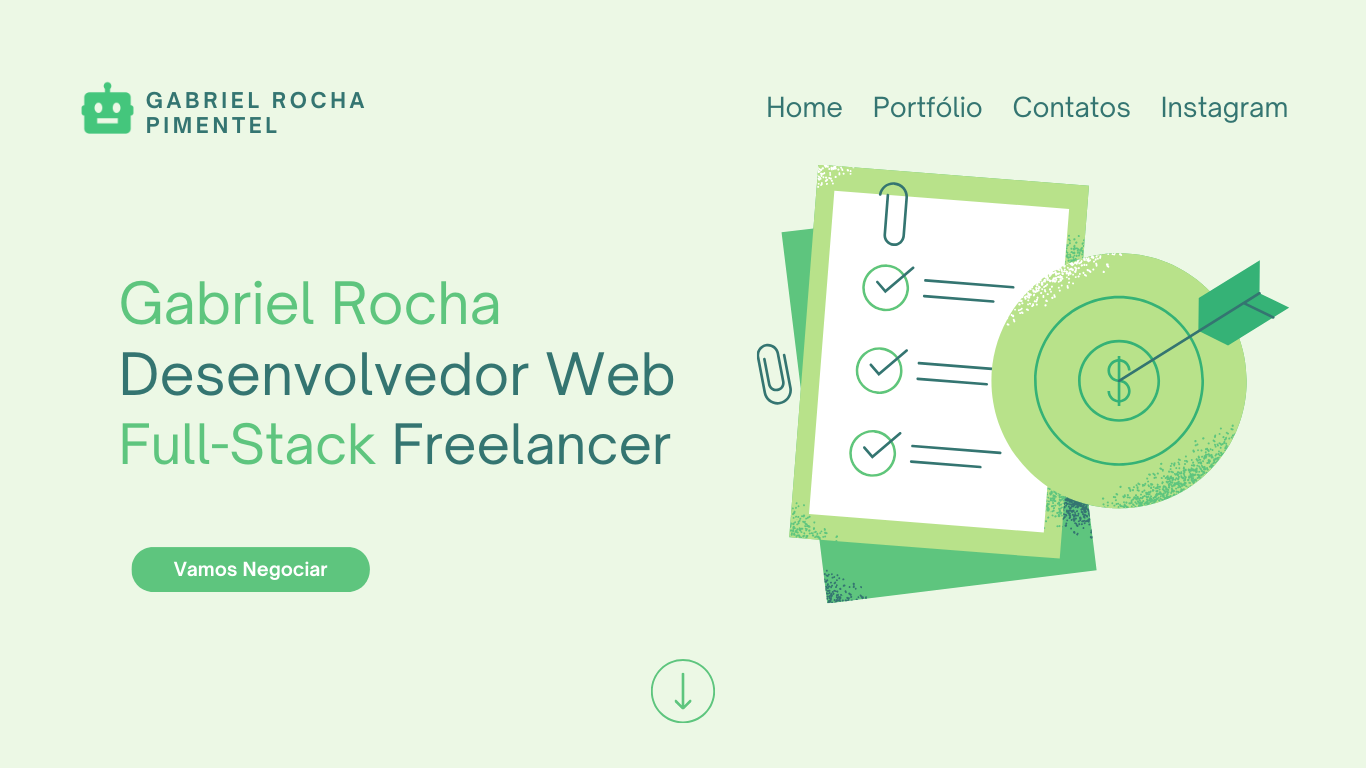 GABRIEL ROCHA
PIMENTEL
Home Portfólio Contatos Instagram
Gabriel Rocha
Desenvolvedor Web
Full-Stack Freelancer
$
Vamos Negociar